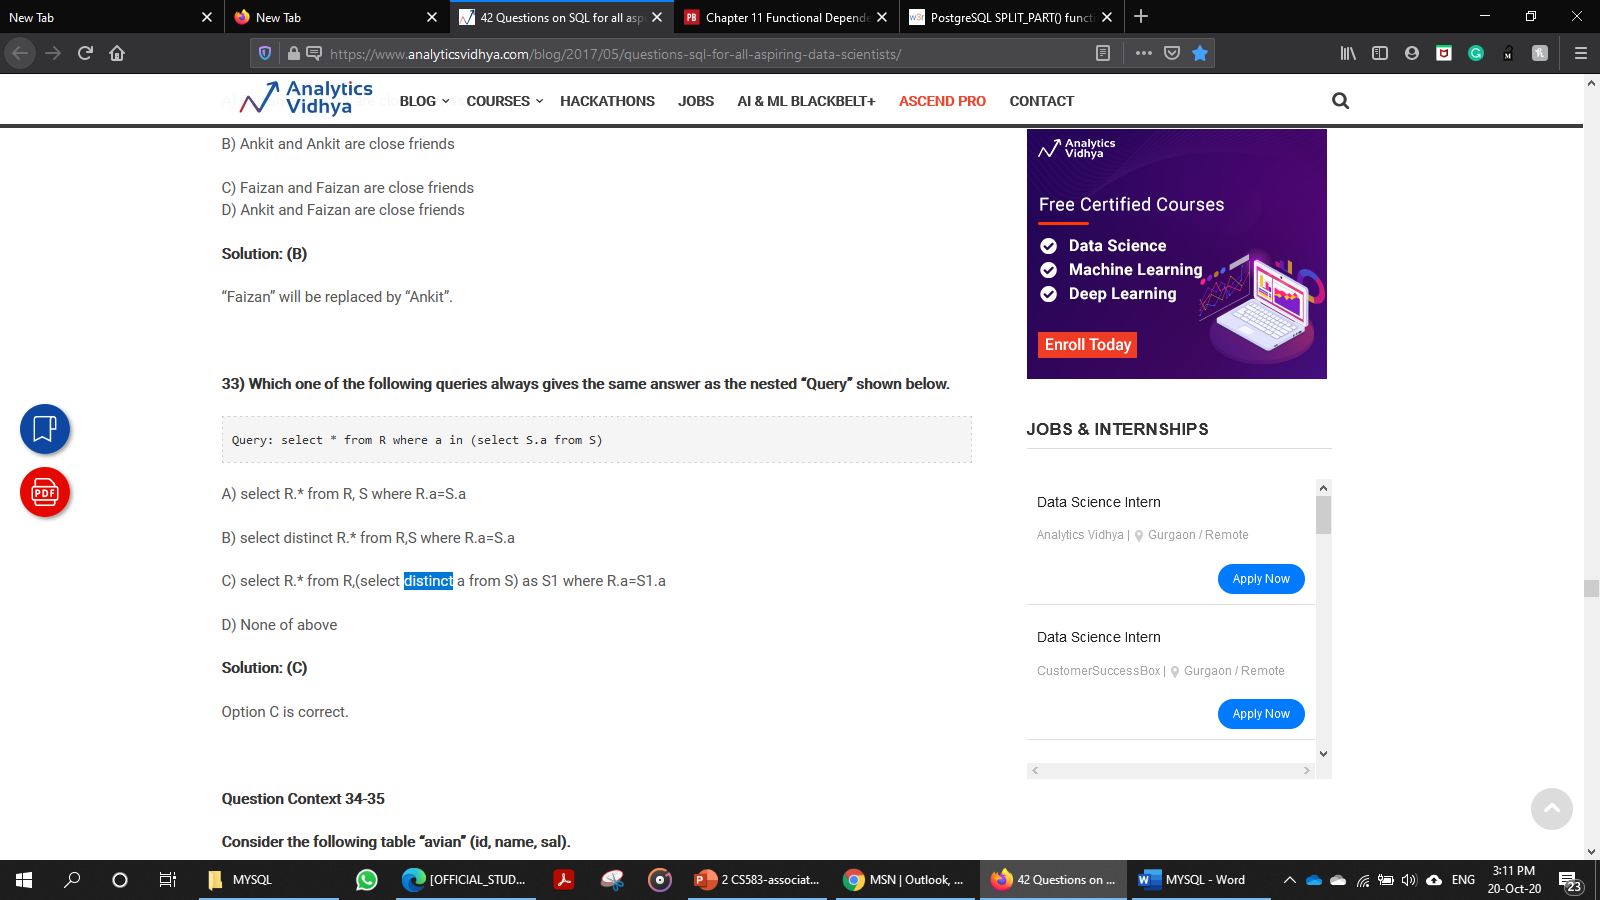 New Tab
New Tab
42 Questions on SQL for all asp
Chapter 11 Functional Depende
PostgreSQL SPLIT_PART() functi
https://www.analyticsvidhya.com/blog/2017/05/questions-sql-for-all-aspiring-data-scientists/
Analytics Vidhya
BLOG
COURSES
HACKATHONS
JOBS
AI & ML BLACKBELT+
ASCEND PRO
CONTACT
B) Ankit and Ankit are close friends
C) Faizan and Faizan are close friends
D) Ankit and Faizan are close friends
Solution: (B)
“Faizan” will be replaced by “Ankit”.
33) Which one of the following queries always gives the same answer as the nested “Query” shown below.
Query: select * from R where a in (select S.a from S)
A) select R.* from R, S where R.a=S.a
B) select distinct R.* from R,S where R.a=S.a
C) select R.* from R,(select distinct a from S) as S1 where R.a=S1.a
D) None of above
Solution: (C)
Option C is correct.
Question Context 34-35
Consider the following table “avian” (id, name, sal).
PDF
Analytics
Vidhya
Free Certified Courses
Data Science
Machine Learning
Deep Learning
Enroll Today
JOBS & INTERNSHIPS
Data Science Intern
Analytics Vidhya | Gurgaon / Remote
Apply Now
Data Science Intern
CustomerSuccessBox | Gurgaon / Remote
Apply Now
MYSQL
[OFFICIAL_STUD...
2 CS583-associat...
MSN | Outlook, ...
42 Questions on ...
MYSQL - Word
ENG
3:11 PM
20-Oct-20
23